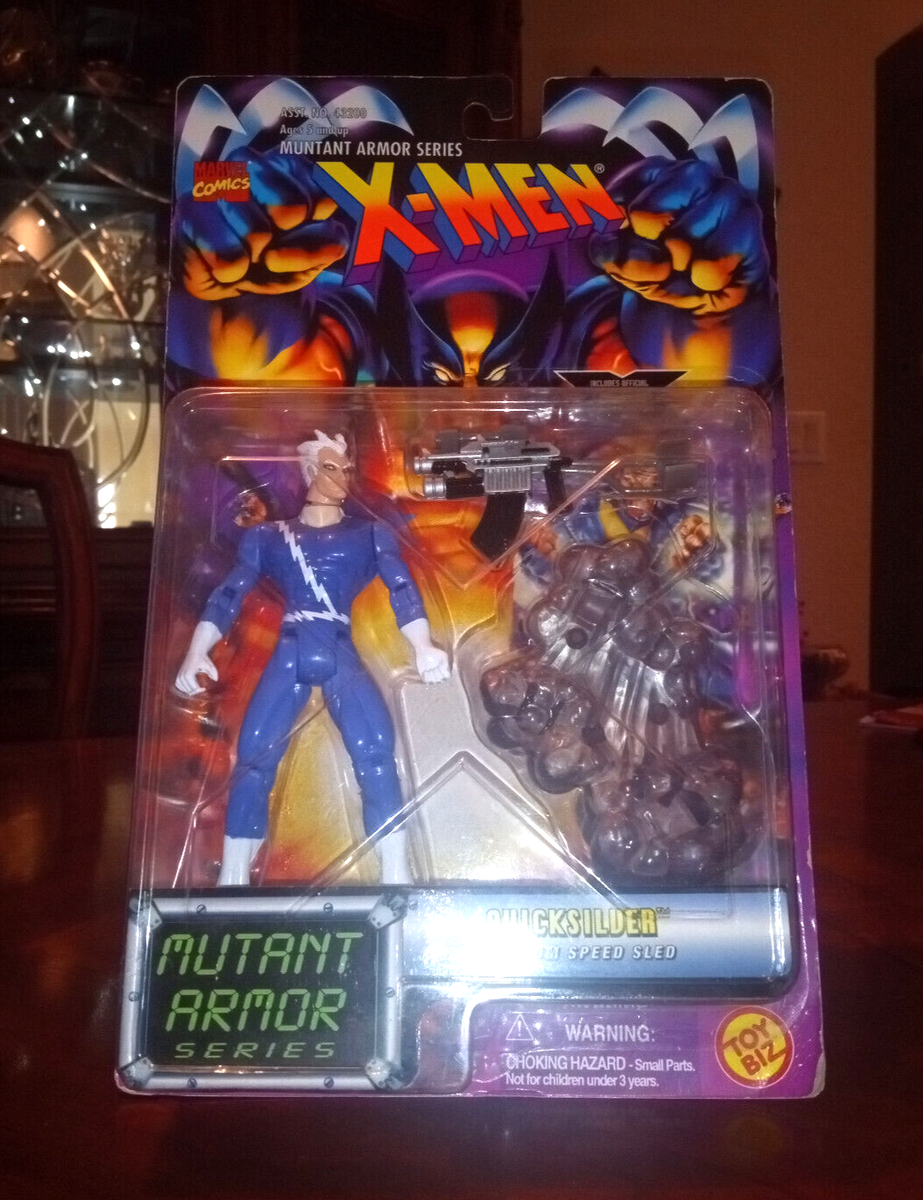 ASST. NO. 43200
Ages 5 and up
MUNTANT ARMOR SERIES
MARVEL
COMICS
X-MEN®
INCLUDES OFFICIAL
QUICKSILDER™
SPEED SLED
MUTANT
ARMOR
SERIES
WARNING:
CHOKING HAZARD - Small Parts.
Not for children under 3 years.
TOY
BIZ